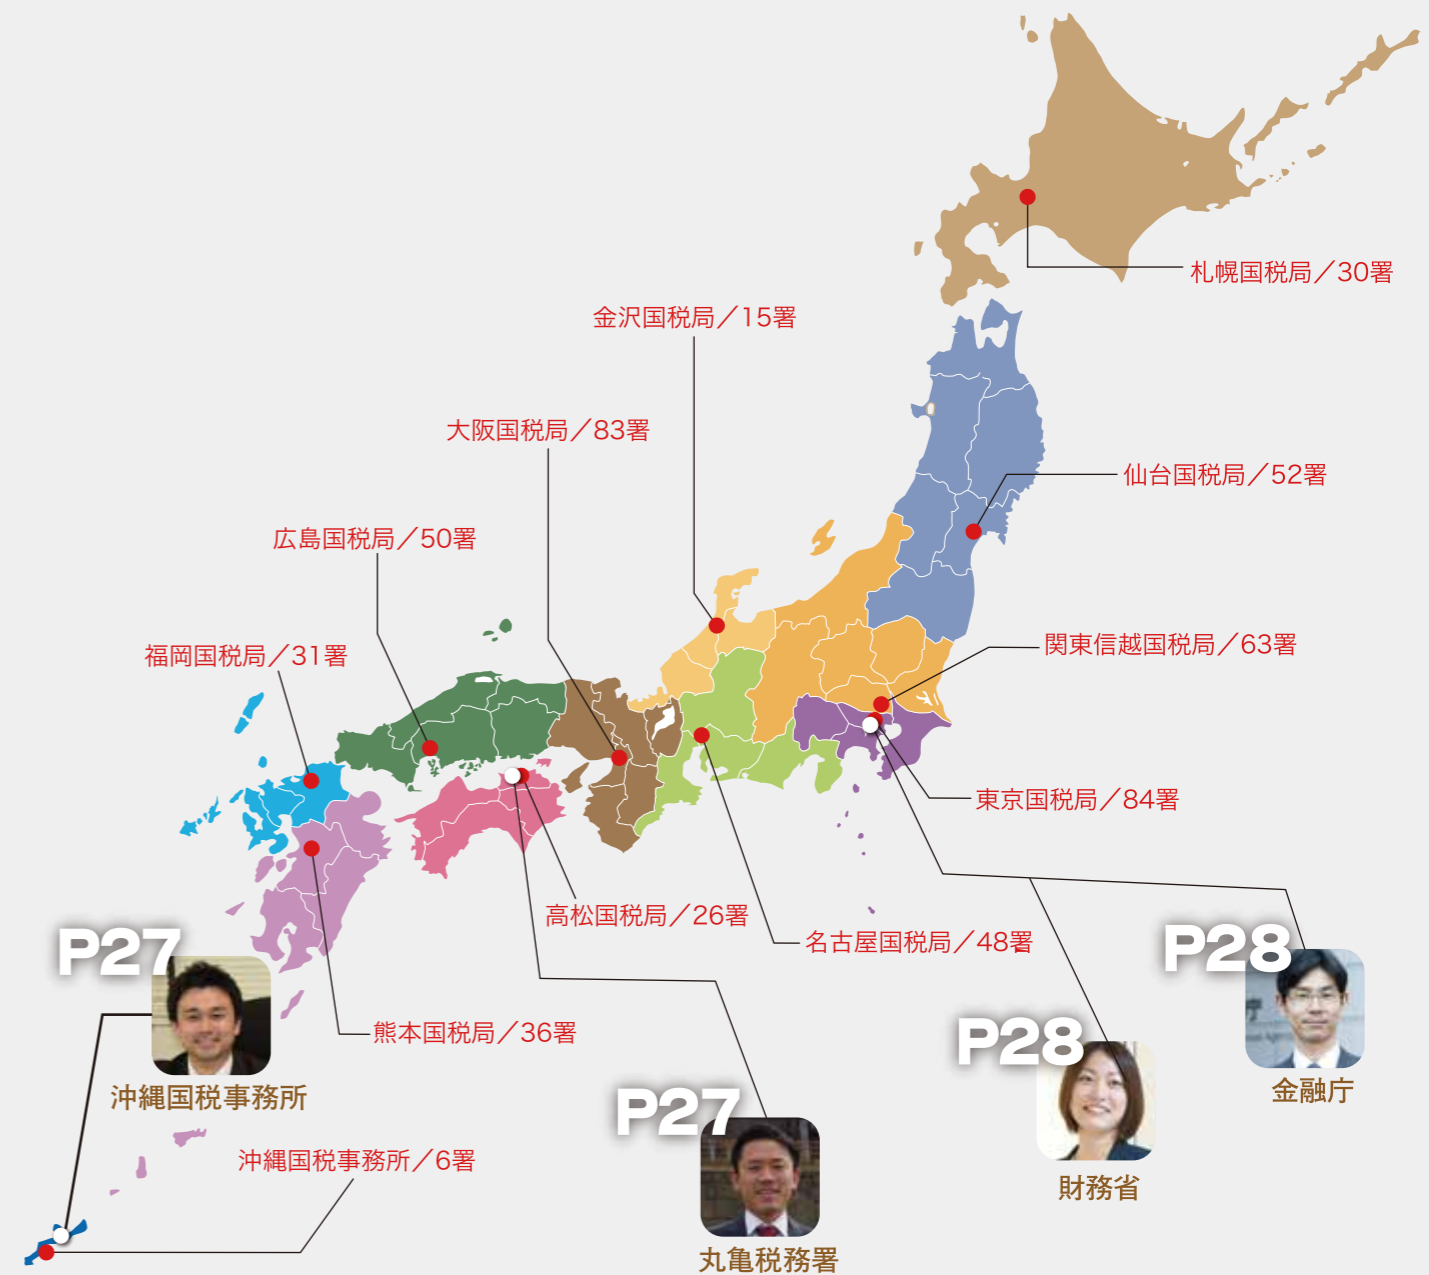 札幌国税局／30署
金沢国税局／15署
大阪国税局／83署
仙台国税局／52署
広島国税局／50署
関東信越国税局／63署
福岡国税局／31署
東京国税局／84署
高松国税局／26署
名古屋国税局／48署
熊本国税局／36署
P27
沖縄国税事務所
沖縄国税事務所／6署
P27
丸亀税務署
P28
財務省
P28
金融庁